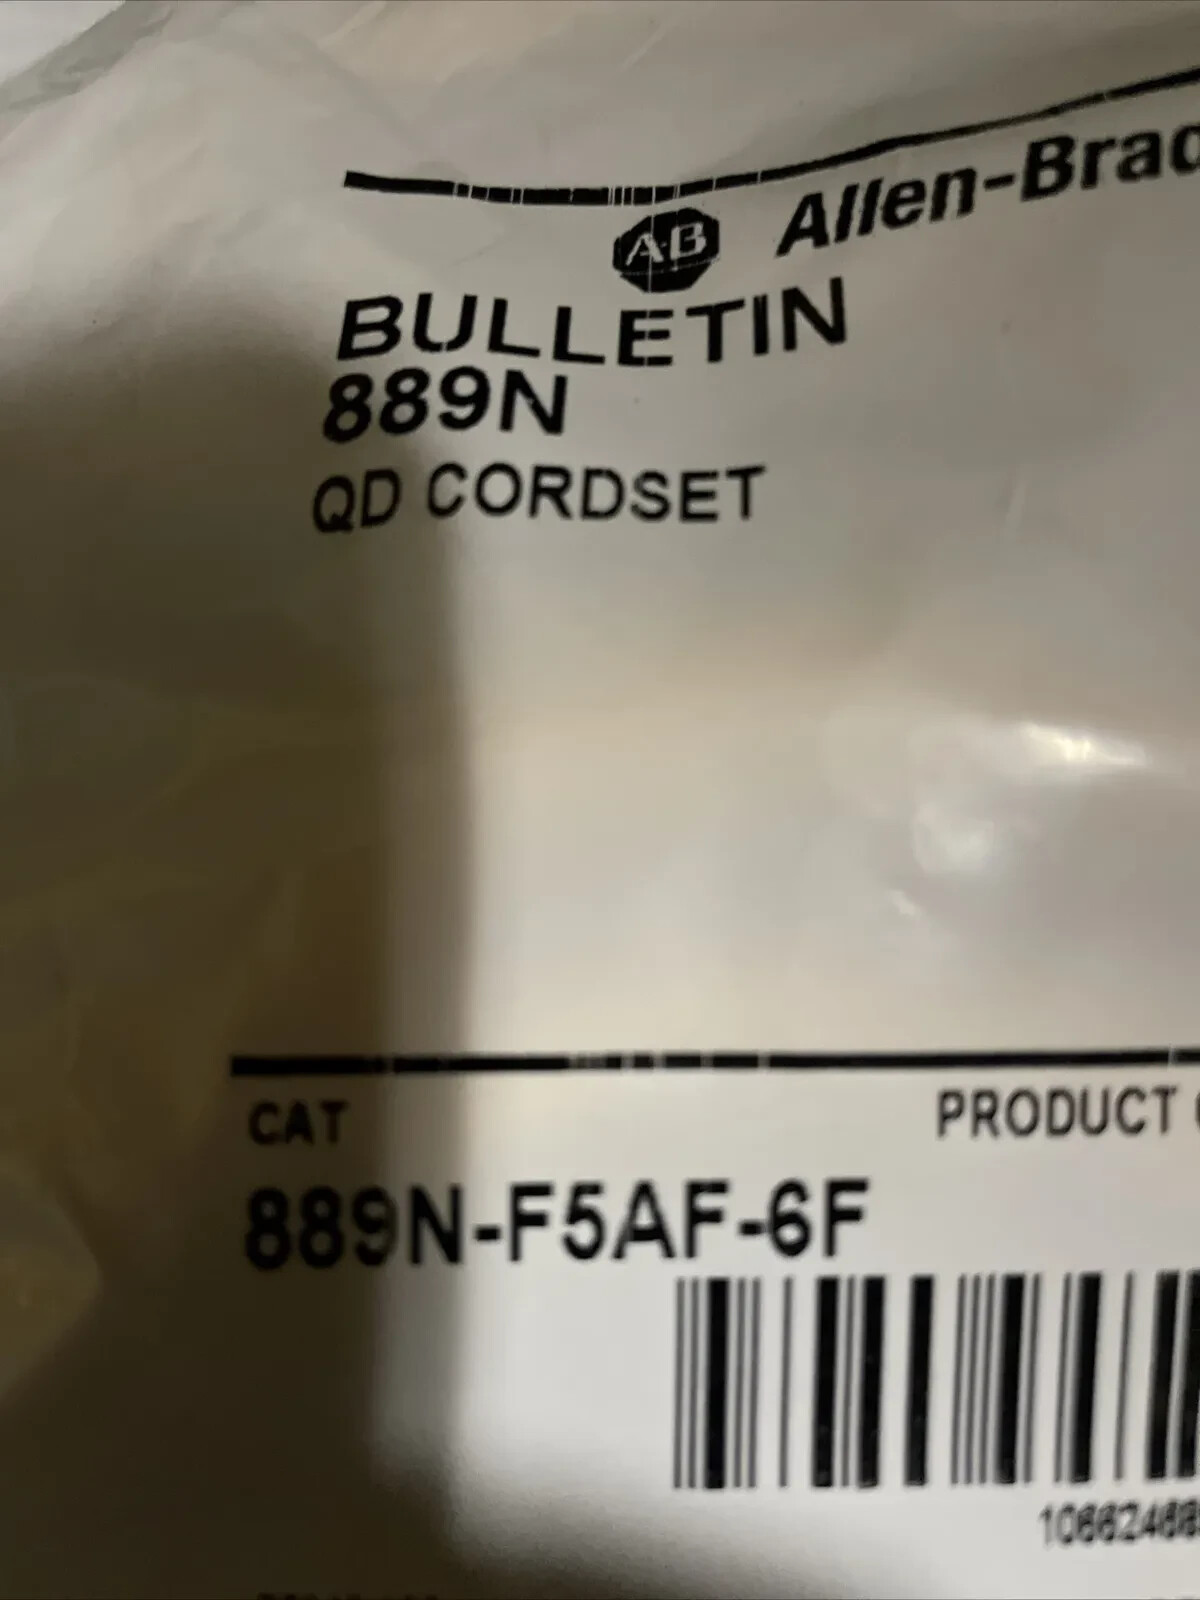 AB Allen-Brad
BULLETIN
889N
QD CORDSET
CAT PRODUCT
889N-F5AF-6F